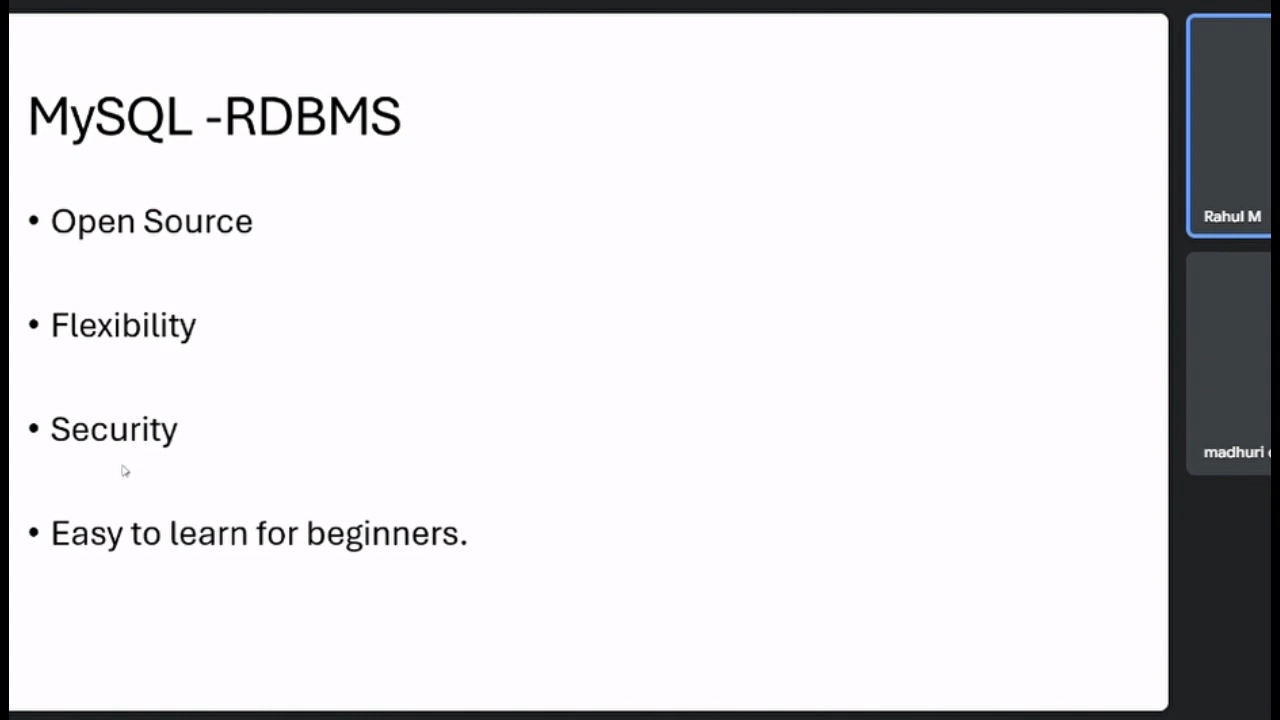 MySQL -RDBMS
• Open Source
• Flexibility
• Security
• Easy to learn for beginners.
Rahul M
madhuri